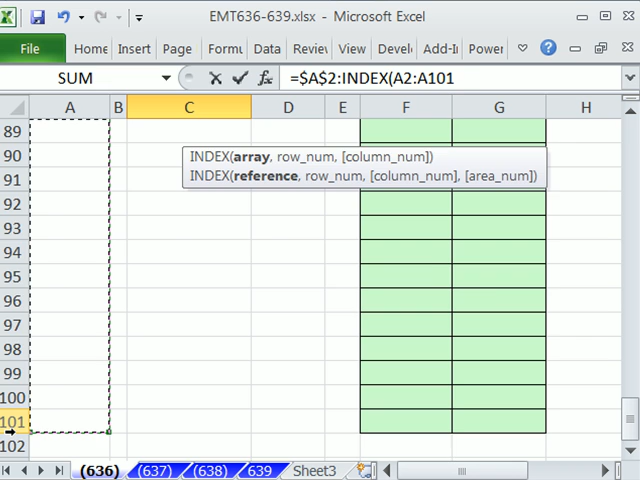 EMT636-639.xlsx - Microsoft Excel
File Home Insert Page Formu Data Reviev View Devel Add-Ir Power
SUM =$A$2:INDEX(A2:A101
A B C D E F G H
89
90
INDEX(array, row_num, [column_num])
91
INDEX(reference, row_num, [column_num], [area_num])
92
93
94
95
96
97
98
99
100
101
102
(636) (637) (638) 639 Sheet3